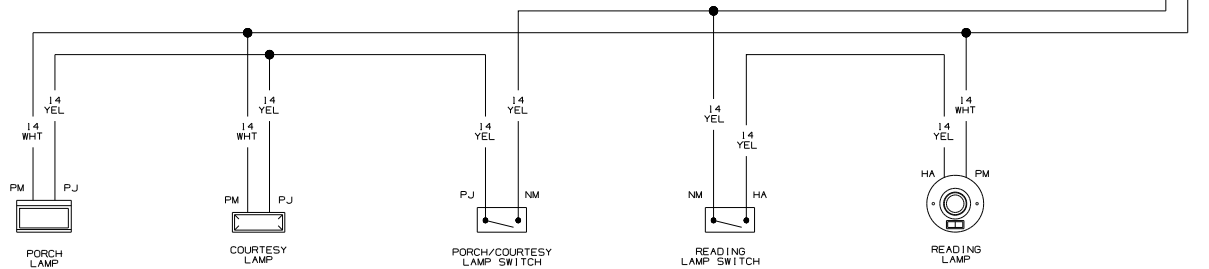 14
YEL
14
WHT
PM
PJ
PORCH
LAMP
14
YEL
14
WHT
PM
PJ
COURTESY
LAMP
14
YEL
14
YEL
PJ
NM
PORCH/COURTESY
LAMP SWITCH
14
YEL
14
YEL
NM
HA
READING
LAMP SWITCH
14
WHT
14
YEL
HA
PM
READING
LAMP